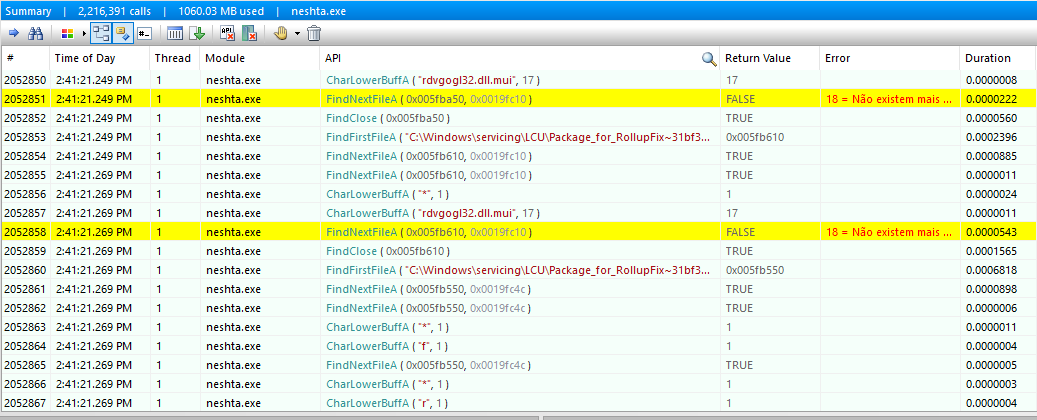 Summary | 2,216,391 calls | 1060.03 MB used | neshta.exe
# Time of Day Thread Module API Return Value Error Duration
2052850 2:41:21.249 PM 1 neshta.exe CharLowerBuffA ( "rdvgogl32.dll.mui", 17 ) 17 0.0000008
2052851 2:41:21.269 PM 1 neshta.exe FindNextFileA ( 0x005fba50, 0x0019fc10 ) FALSE 18 = Não existem mais ... 0.0000222
2052852 2:41:21.269 PM 1 neshta.exe FindClose ( 0x005fba50 ) TRUE 0.0000560
2052853 2:41:21.269 PM 1 neshta.exe FindFirstFileA ( "C:\Windows\servicing\LCU\Package_for_RollupFix~31bf3... 0x005fb610 0.0002396
2052854 2:41:21.269 PM 1 neshta.exe FindNextFileA ( 0x005fb610, 0x0019fc10 ) TRUE 0.0000885
2052855 2:41:21.269 PM 1 neshta.exe FindNextFileA ( 0x005fb610, 0x0019fc10 ) TRUE 0.0000011
2052856 2:41:21.269 PM 1 neshta.exe CharLowerBuffA ( "*", 1 ) 1 0.0000024
2052857 2:41:21.269 PM 1 neshta.exe CharLowerBuffA ( "rdvgogl32.dll.mui", 17 ) 17 0.0000011
2052858 2:41:21.269 PM 1 neshta.exe FindNextFileA ( 0x005fb610, 0x0019fc10 ) FALSE 18 = Não existem mais ... 0.0000543
2052859 2:41:21.269 PM 1 neshta.exe FindClose ( 0x005fb610 ) TRUE 0.0001565
2052860 2:41:21.269 PM 1 neshta.exe FindFirstFileA ( "C:\Windows\servicing\LCU\Package_for_RollupFix~31bf3... 0x005fb550 0.0006818
2052861 2:41:21.269 PM 1 neshta.exe FindNextFileA ( 0x005fb550, 0x0019fc4c ) TRUE 0.0000898
2052862 2:41:21.269 PM 1 neshta.exe FindNextFileA ( 0x005fb550, 0x0019fc4c ) TRUE 0.0000006
2052863 2:41:21.269 PM 1 neshta.exe CharLowerBuffA ( "*", 1 ) 1 0.0000011
2052864 2:41:21.269 PM 1 neshta.exe CharLowerBuffA ( "f", 1 ) 1 0.0000004
2052865 2:41:21.269 PM 1 neshta.exe FindNextFileA ( 0x005fb550, 0x0019fc4c ) TRUE 0.0000005
2052866 2:41:21.269 PM 1 neshta.exe CharLowerBuffA ( "*", 1 ) 1 0.0000003
2052867 2:41:21.269 PM 1 neshta.exe CharLowerBuffA ( "r", 1 ) 1 0.0000004